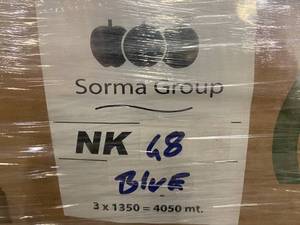 Sorma Group
NK 48
BLUE
3 x 1350 = 4050 mt.